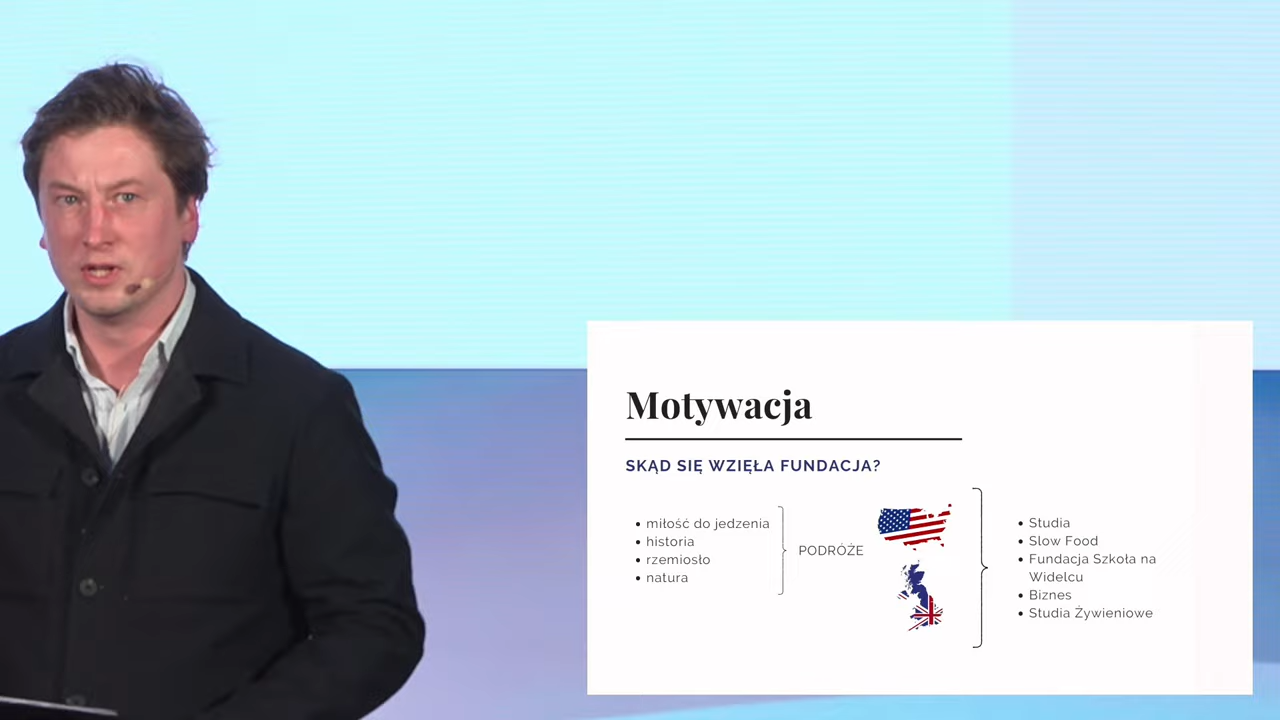 Motywacja
SKĄD SIĘ WZIĘŁA FUNDACJA?
miłość do jedzenia
historia
rzemiosło
natura
PODRÓŻE
Studia
Slow Food
Fundacja Szkoła na
Widelcu
Biznes
Studia Żywieniowe